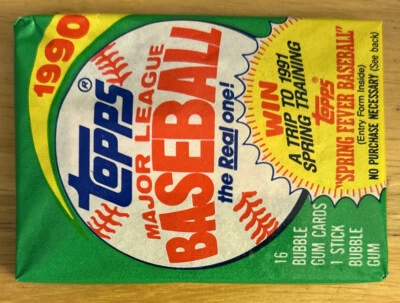 1990
TOPPS®
MAJOR LEAGUE
BASEBALL
the Real one!
WIN
A TRIP TO 1991
SPRING TRAINING
TOPPS
"SPRING FEVER BASEBALL"
(Entry Form Inside)
NO PURCHASE NECESSARY (See back)
16
BUBBLE
GUM CARDS
1 STICK
BUBBLE
GUM